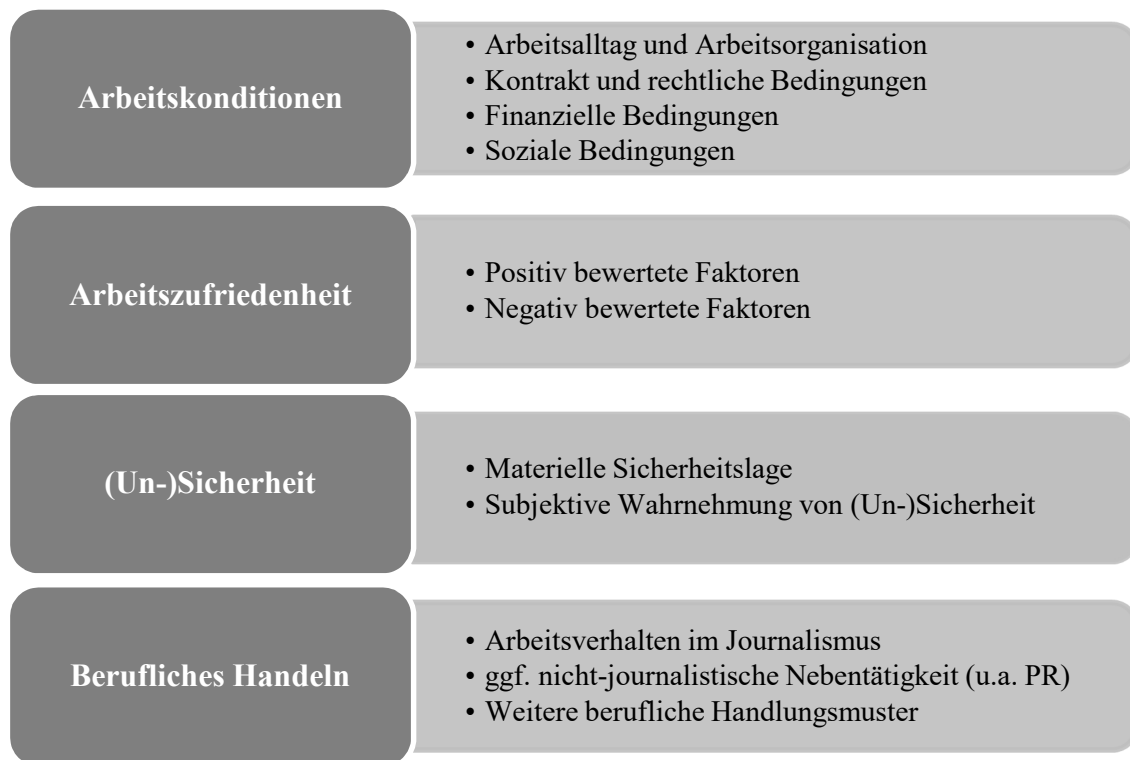 Arbeitskonditionen
• Arbeitsalltag und Arbeitsorganisation
• Kontrakt und rechtliche Bedingungen
• Finanzielle Bedingungen
• Soziale Bedingungen
Arbeitszufriedenheit
• Positiv bewertete Faktoren
• Negativ bewertete Faktoren
(Un-)Sicherheit
• Materielle Sicherheitslage
• Subjektive Wahrnehmung von (Un-)Sicherheit
Berufliches Handeln
• Arbeitsverhalten im Journalismus
• ggf. nicht-journalistische Nebentätigkeit (u.a. PR)
• Weitere berufliche Handlungsmuster